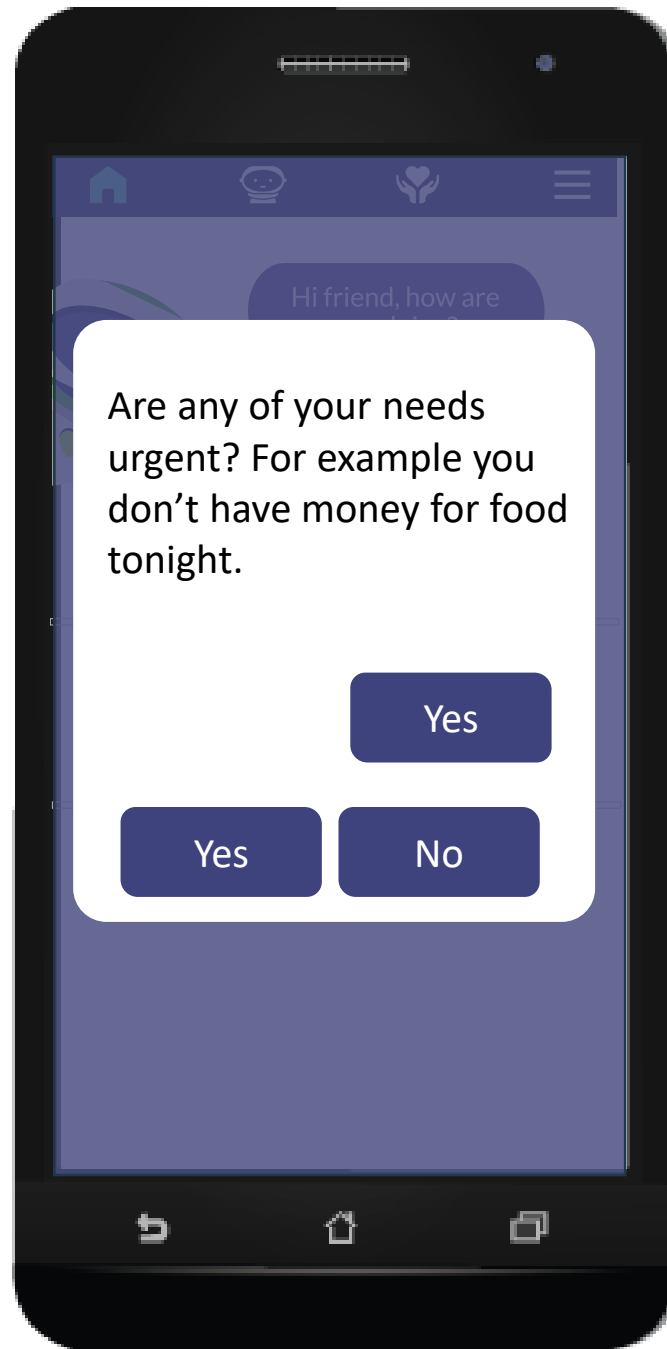 Hi friend, how are
Are any of your needs
urgent? For example you
don’t have money for food
tonight.
Yes
Yes No